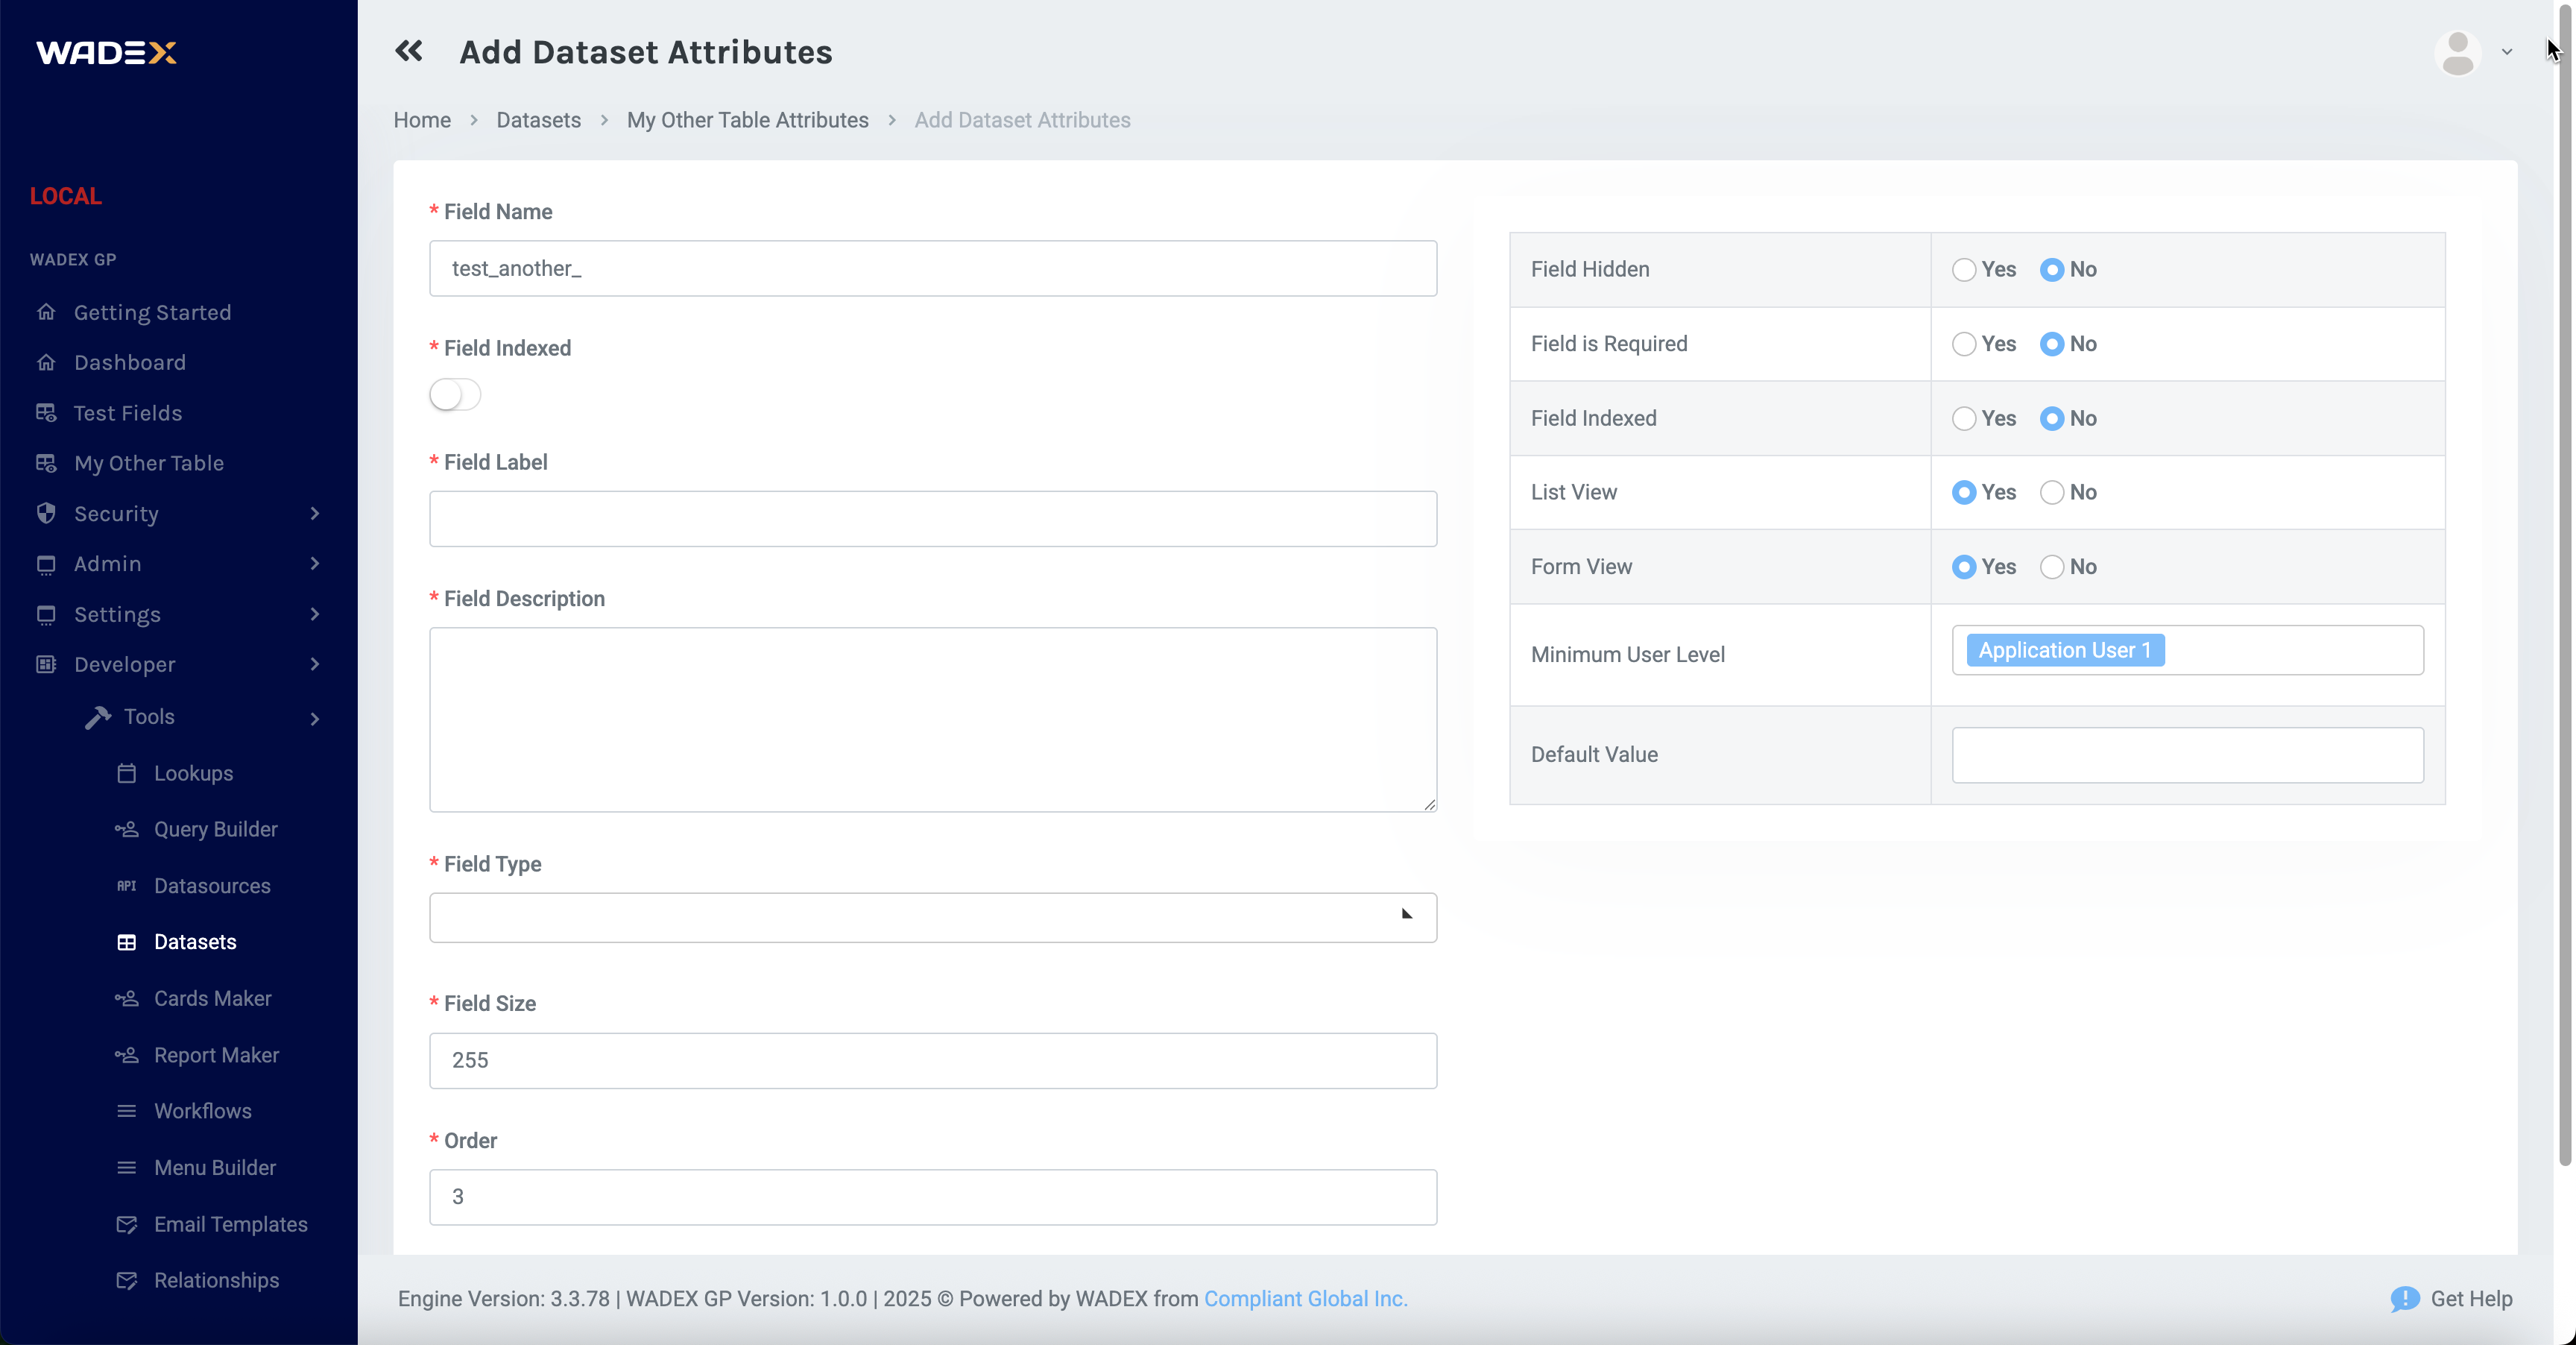 WADEX
LOCAL
WADEX GP
Getting Started
Dashboard
Test Fields
My Other Table
Security
Admin
Settings
Developer
Tools
Lookups
Query Builder
API Datasources
Datasets
Cards Maker
Report Maker
Workflows
Menu Builder
Email Templates
Relationships
Add Dataset Attributes
Home > Datasets > My Other Table Attributes > Add Dataset Attributes
* Field Name
test_another_
* Field Indexed
* Field Label
* Field Description
* Field Type
* Field Size
255
* Order
3
Field Hidden Yes No
Field is Required Yes No
Field Indexed Yes No
List View Yes No
Form View Yes No
Minimum User Level Application User 1
Default Value
Engine Version: 3.3.78 | WADEX GP Version: 1.0.0 | 2025 © Powered by WADEX from Compliant Global Inc.
Get Help